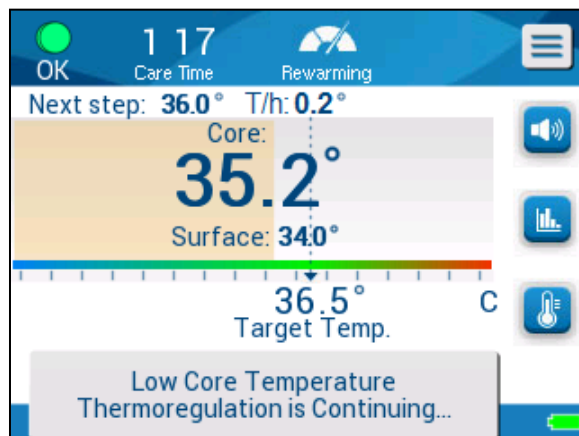 1 17
OK Care Time Rewarming
Next step: 36.0° T/h: 0.2°
Core:
35.2°
Surface: 34.0°
36.5° C
Target Temp.
Low Core Temperature
Thermoregulation is Continuing...